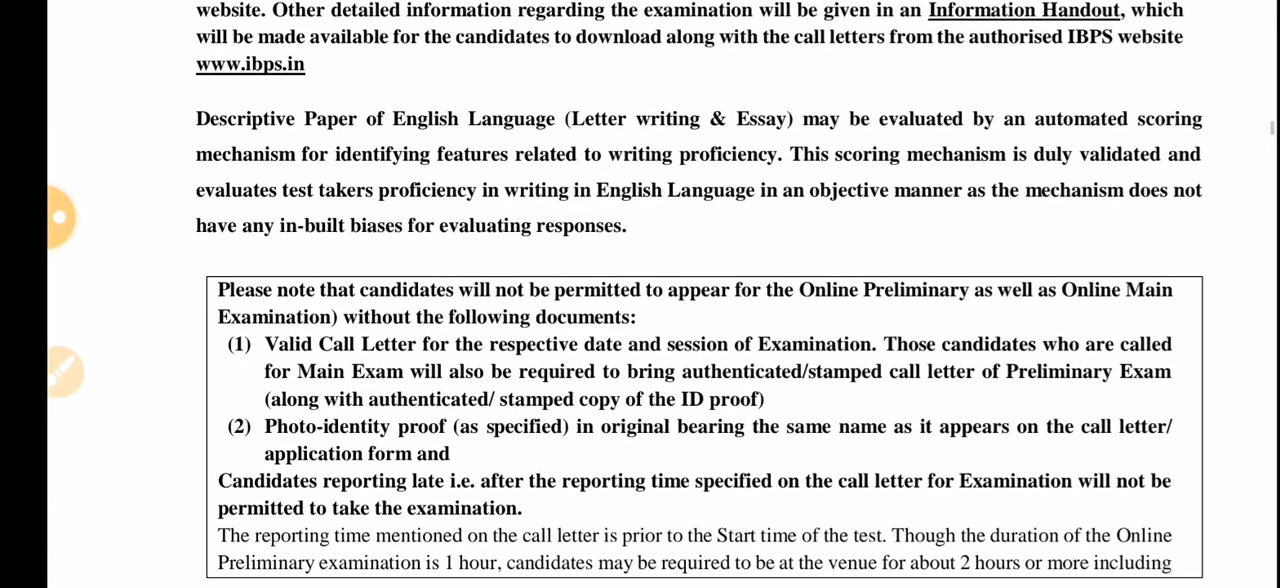 website. Other detailed information regarding the examination will be given in an Information Handout, which
will be made available for the candidates to download along with the call letters from the authorised IBPS website
www.ibps.in
Descriptive Paper of English Language (Letter writing & Essay) may be evaluated by an automated scoring
mechanism for identifying features related to writing proficiency. This scoring mechanism is duly validated and
evaluates test takers proficiency in writing in English Language in an objective manner as the mechanism does not
have any in-built biases for evaluating responses.
Please note that candidates will not be permitted to appear for the Online Preliminary as well as Online Main
Examination) without the following documents:
(1) Valid Call Letter for the respective date and session of Examination. Those candidates who are called
for Main Exam will also be required to bring authenticated/stamped call letter of Preliminary Exam
(along with authenticated/ stamped copy of the ID proof)
(2) Photo-identity proof (as specified) in original bearing the same name as it appears on the call letter/
application form and
Candidates reporting late i.e. after the reporting time specified on the call letter for Examination will not be
permitted to take the examination.
The reporting time mentioned on the call letter is prior to the Start time of the test. Though the duration of the Online
Preliminary examination is 1 hour, candidates may be required to be at the venue for about 2 hours or more including